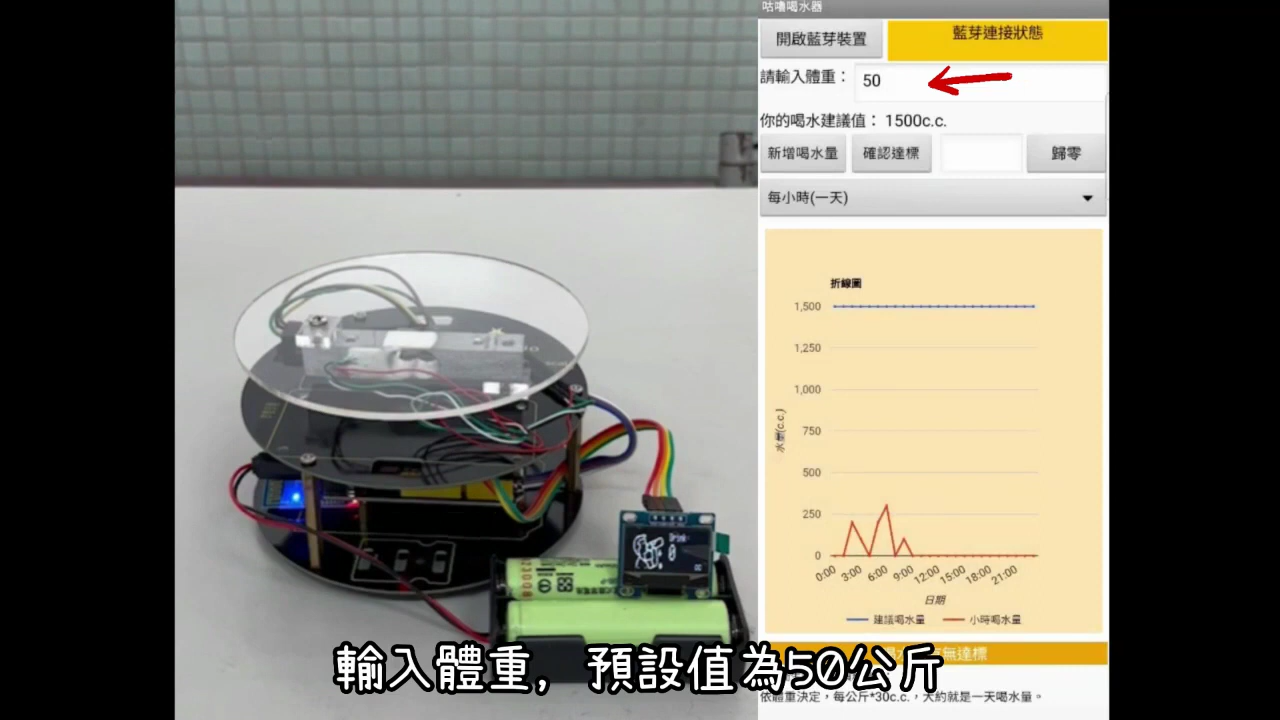 咕嚕喝水器
開啟藍芽裝置
藍芽連接狀態
請輸入體重： 50
你的喝水建議值： 1500c.c.
新增喝水量 確認達標 歸零
每小時(一天)
折線圖
1,500
1,250
1,000
750
500
250
0
水量(c.c.)
0:00 3:00 6:00 9:00 12:00 15:00 18:00 21:00
日期
建議喝水量 小時喝水量
Drink
0
無達標
輸入體重，預設值為50公斤
依體重決定，每公斤*30c.c.，大約就是一天喝水量。